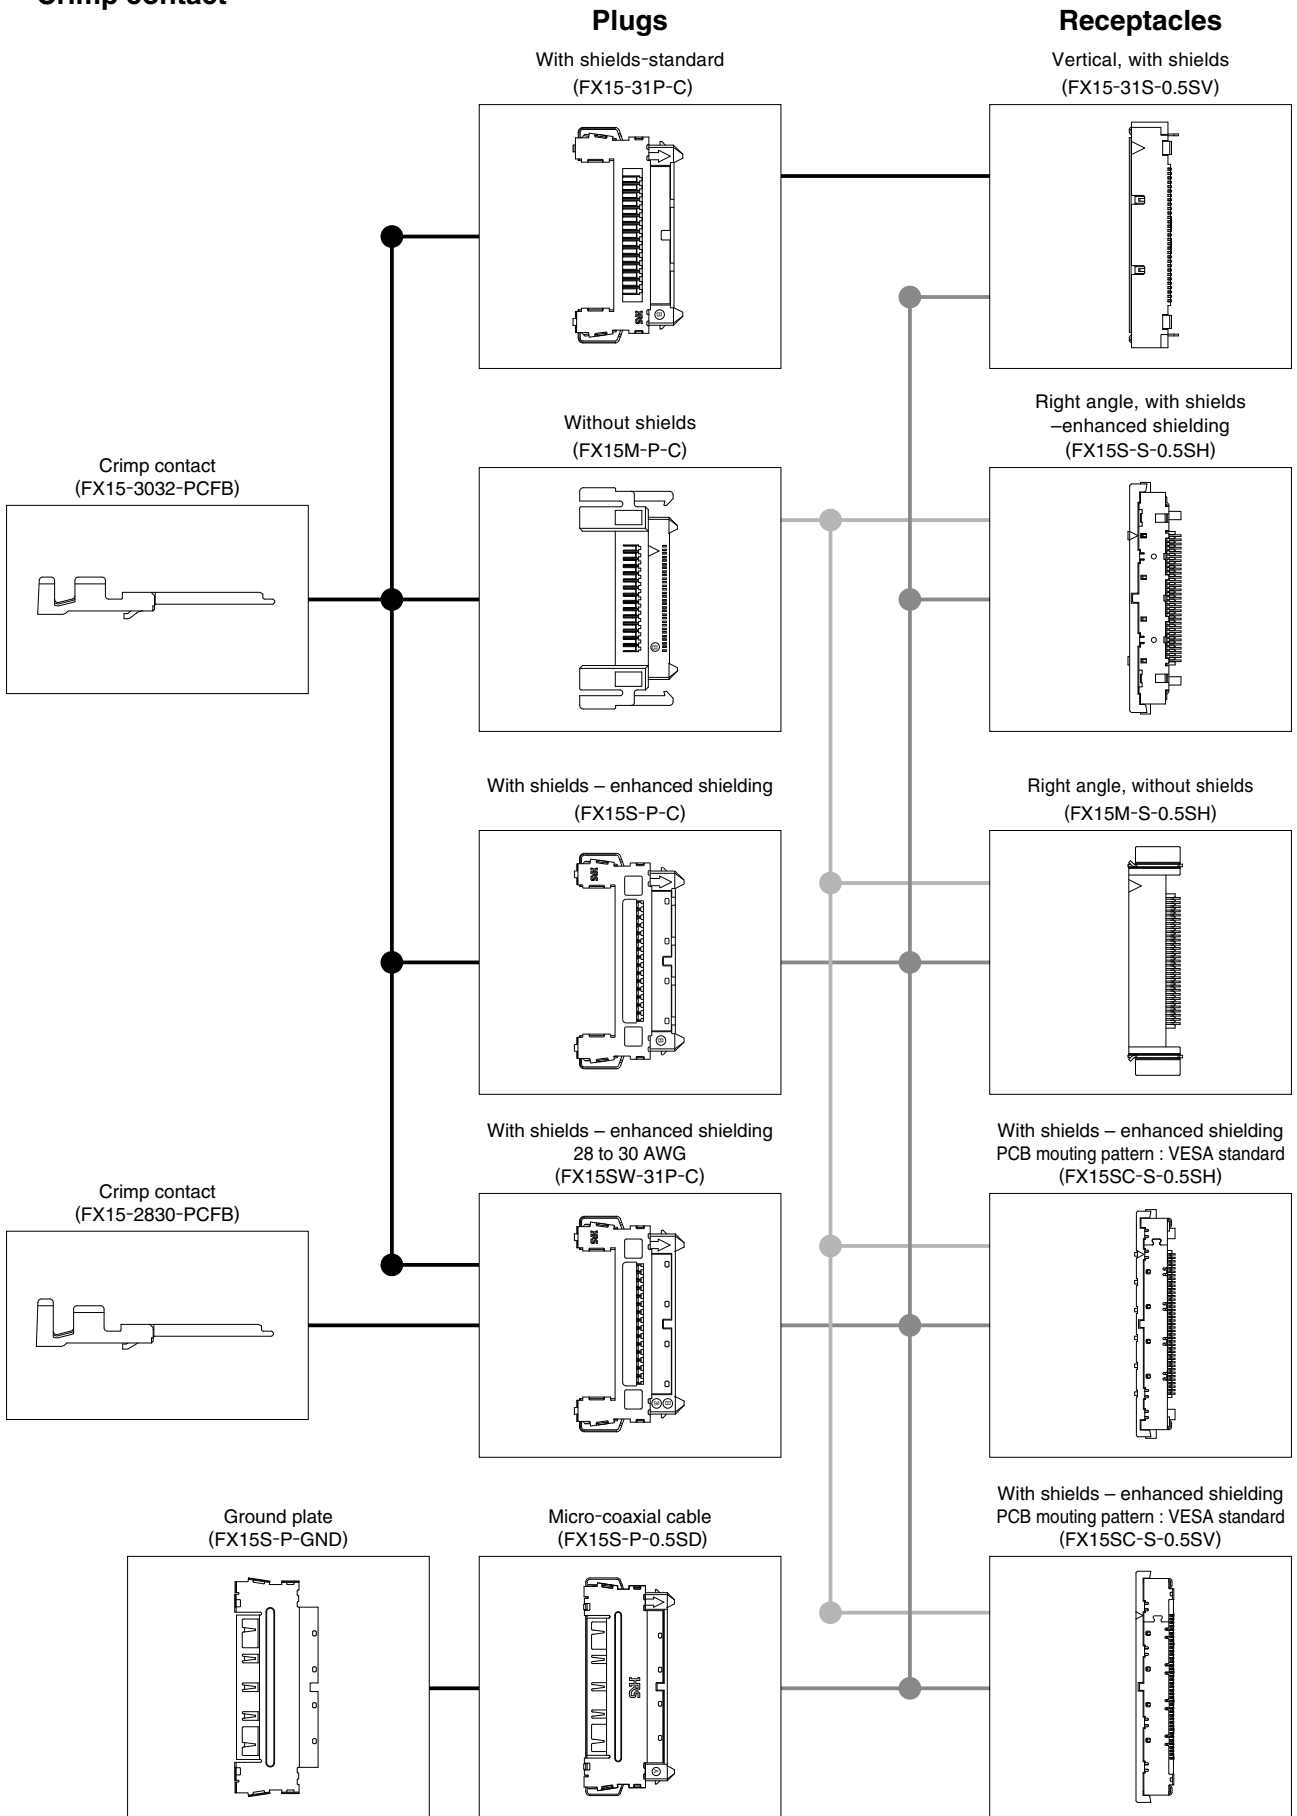 Crimp contact
Plugs
Receptacles
With shields-standard
(FX15-31P-C)
Vertical, with shields
(FX15-31S-0.5SV)
HRS
B
Without shields
(FX15M-P-C)
Right angle, with shields
–enhanced shielding
(FX15S-S-0.5SH)
Crimp contact
(FX15-3032-PCFB)
With shields – enhanced shielding
(FX15S-P-C)
Right angle, without shields
(FX15M-S-0.5SH)
HRS
With shields – enhanced shielding
28 to 30 AWG
(FX15SW-31P-C)
With shields – enhanced shielding
PCB mouting pattern : VESA standard
(FX15SC-S-0.5SH)
Crimp contact
(FX15-2830-PCFB)
HRS
Ground plate
(FX15S-P-GND)
Micro-coaxial cable
(FX15S-P-0.5SD)
With shields – enhanced shielding
PCB mouting pattern : VESA standard
(FX15SC-S-0.5SV)
HRS
A